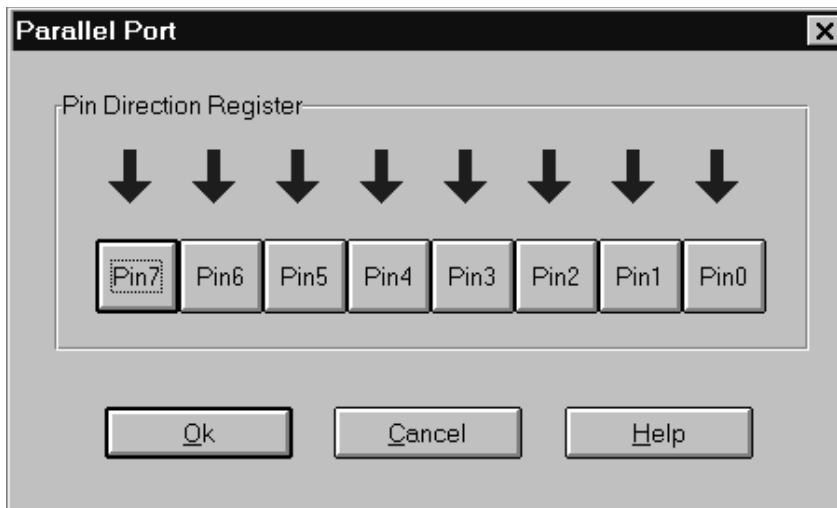 Parallel Port
Pin Direction Register
Pin7 Pin6 Pin5 Pin4 Pin3 Pin2 Pin1 Pin0
Ok Cancel Help